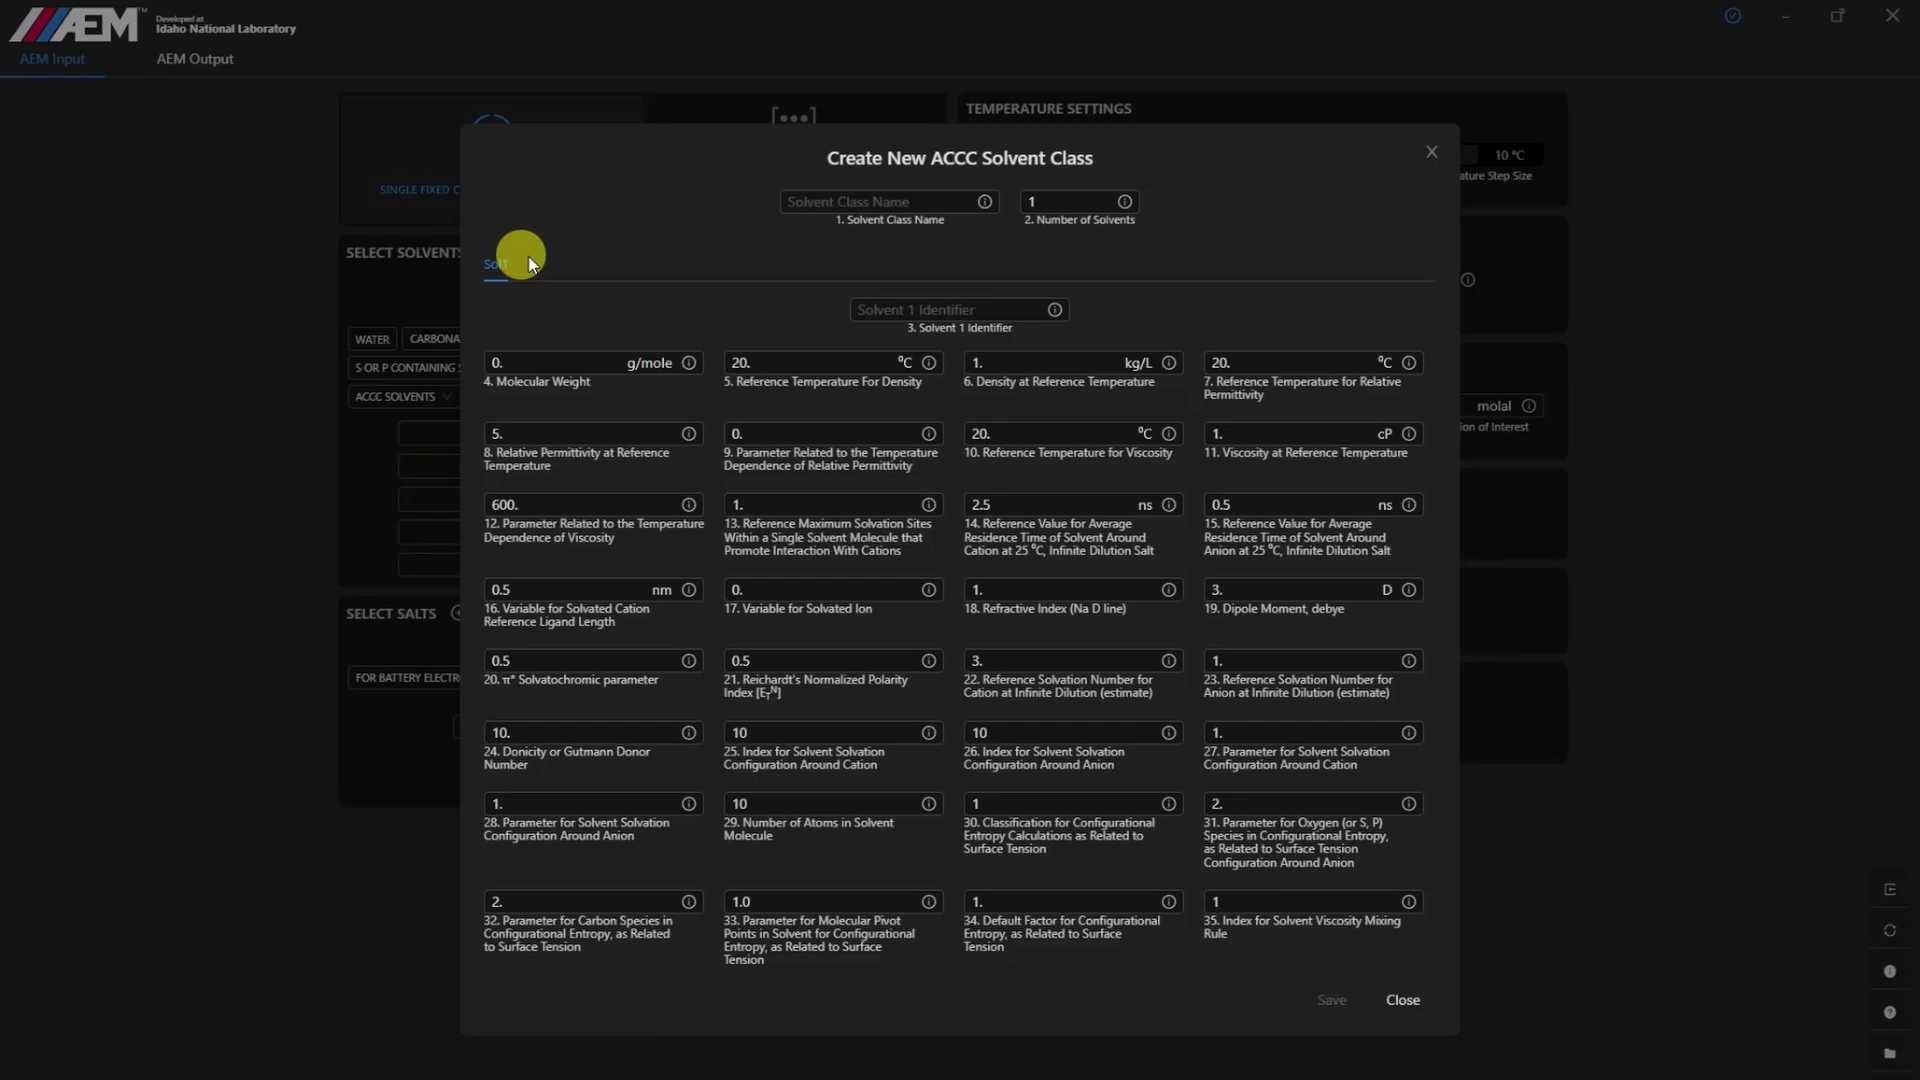 AEM™
Developed at
Idaho National Laboratory
AEM Input
AEM Output
TEMPERATURE SETTINGS
SINGLE FIXED C
10 ⁰C
ature Step Size
SELECT SOLVENTS
WATER
CARBONA
S OR P CONTAINING S
ACCC SOLVENTS
molal
ion of Interest
SELECT SALTS
FOR BATTERY ELECTR
Create New ACCC Solvent Class
Solvent Class Name
1
1. Solvent Class Name
2. Number of Solvents
Sol1
Solvent 1 Identifier
3. Solvent 1 Identifier
0. g/mole
20. ⁰C
1. kg/L
20. ⁰C
4. Molecular Weight
5. Reference Temperature For Density
6. Density at Reference Temperature
7. Reference Temperature for Relative
Permittivity
5.
0.
20. ⁰C
1. cP
8. Relative Permittivity at Reference
Temperature
9. Parameter Related to the Temperature
Dependence of Relative Permittivity
10. Reference Temperature for Viscosity
11. Viscosity at Reference Temperature
600.
1.
2.5 ns
0.5 ns
12. Parameter Related to the Temperature
Dependence of Viscosity
13. Reference Maximum Solvation Sites
Within a Single Solvent Molecule that
Promote Interaction With Cations
14. Reference Value for Average
Residence Time of Solvent Around
Cation at 25 ⁰C, Infinite Dilution Salt
15. Reference Value for Average
Residence Time of Solvent Around
Anion at 25 ⁰C, Infinite Dilution Salt
0.5 nm
0.
1.
3. D
16. Variable for Solvated Cation
Reference Ligand Length
17. Variable for Solvated Ion
18. Refractive Index (Na D line)
19. Dipole Moment, debye
0.5
0.5
3.
1.
20. π* Solvatochromic parameter
21. Reichardt's Normalized Polarity
Index [E_T^N]
22. Reference Solvation Number for
Cation at Infinite Dilution (estimate)
23. Reference Solvation Number for
Anion at Infinite Dilution (estimate)
10.
10
10
1.
24. Donicity or Gutmann Donor
Number
25. Index for Solvent Solvation
Configuration Around Cation
26. Index for Solvent Solvation
Configuration Around Anion
27. Parameter for Solvent Solvation
Configuration Around Cation
1.
10
1
2.
28. Parameter for Solvent Solvation
Configuration Around Anion
29. Number of Atoms in Solvent
Molecule
30. Classification for Configurational
Entropy Calculations as Related to
Surface Tension
31. Parameter for Oxygen (or S, P)
Species in Configurational Entropy,
as Related to Surface Tension
Configuration Around Anion
2.
1.0
1.
1
32. Parameter for Carbon Species in
Configurational Entropy, as Related
to Surface Tension
33. Parameter for Molecular Pivot
Points in Solvent for Configurational
Entropy, as Related to Surface
Tension
34. Default Factor for Configurational
Entropy, as Related to Surface
Tension
35. Index for Solvent Viscosity Mixing
Rule
Save
Close